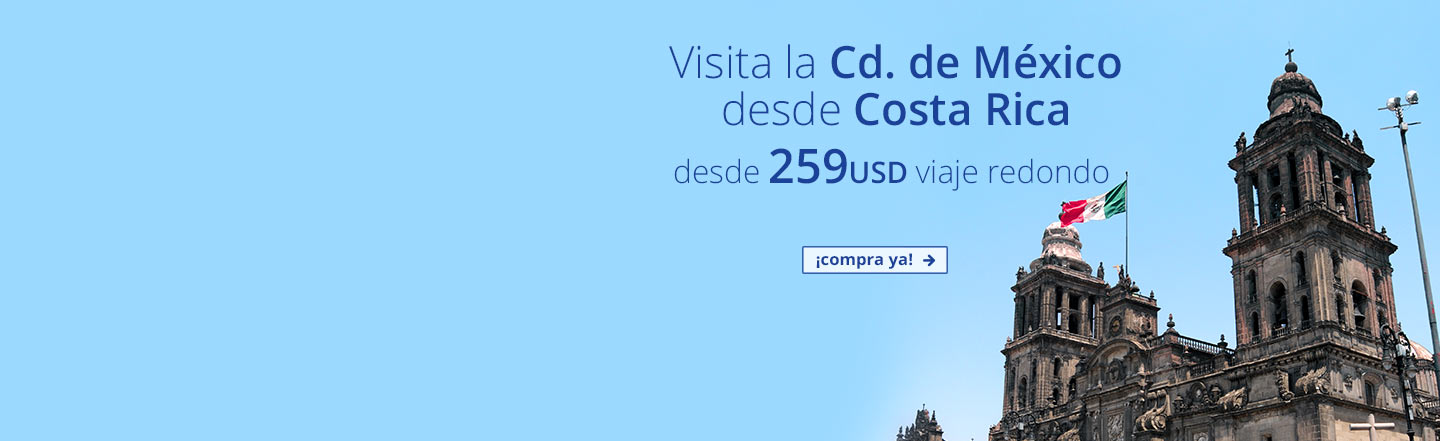 Visita la Cd. de México
desde Costa Rica
desde 259USD viaje redondo
¡compra ya! →